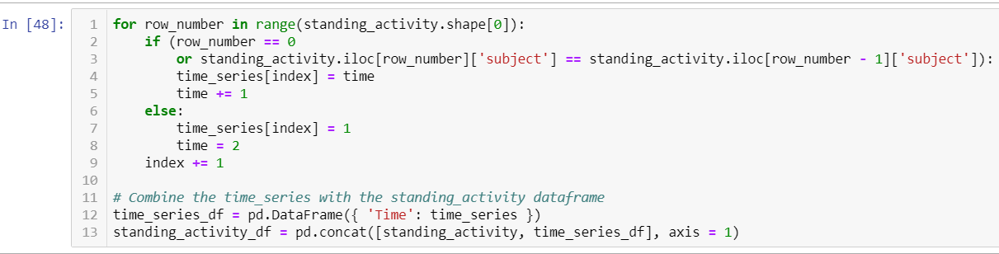 In [48]:
1 for row_number in range(standing_activity.shape[0]):
2     if (row_number == 0
3         or standing_activity.iloc[row_number]['subject'] == standing_activity.iloc[row_number - 1]['subject']):
4         time_series[index] = time
5         time += 1
6     else:
7         time_series[index] = 1
8         time = 2
9     index += 1
10
11 # Combine the time_series with the standing_activity dataframe
12 time_series_df = pd.DataFrame({ 'Time': time_series })
13 standing_activity_df = pd.concat([standing_activity, time_series_df], axis = 1)